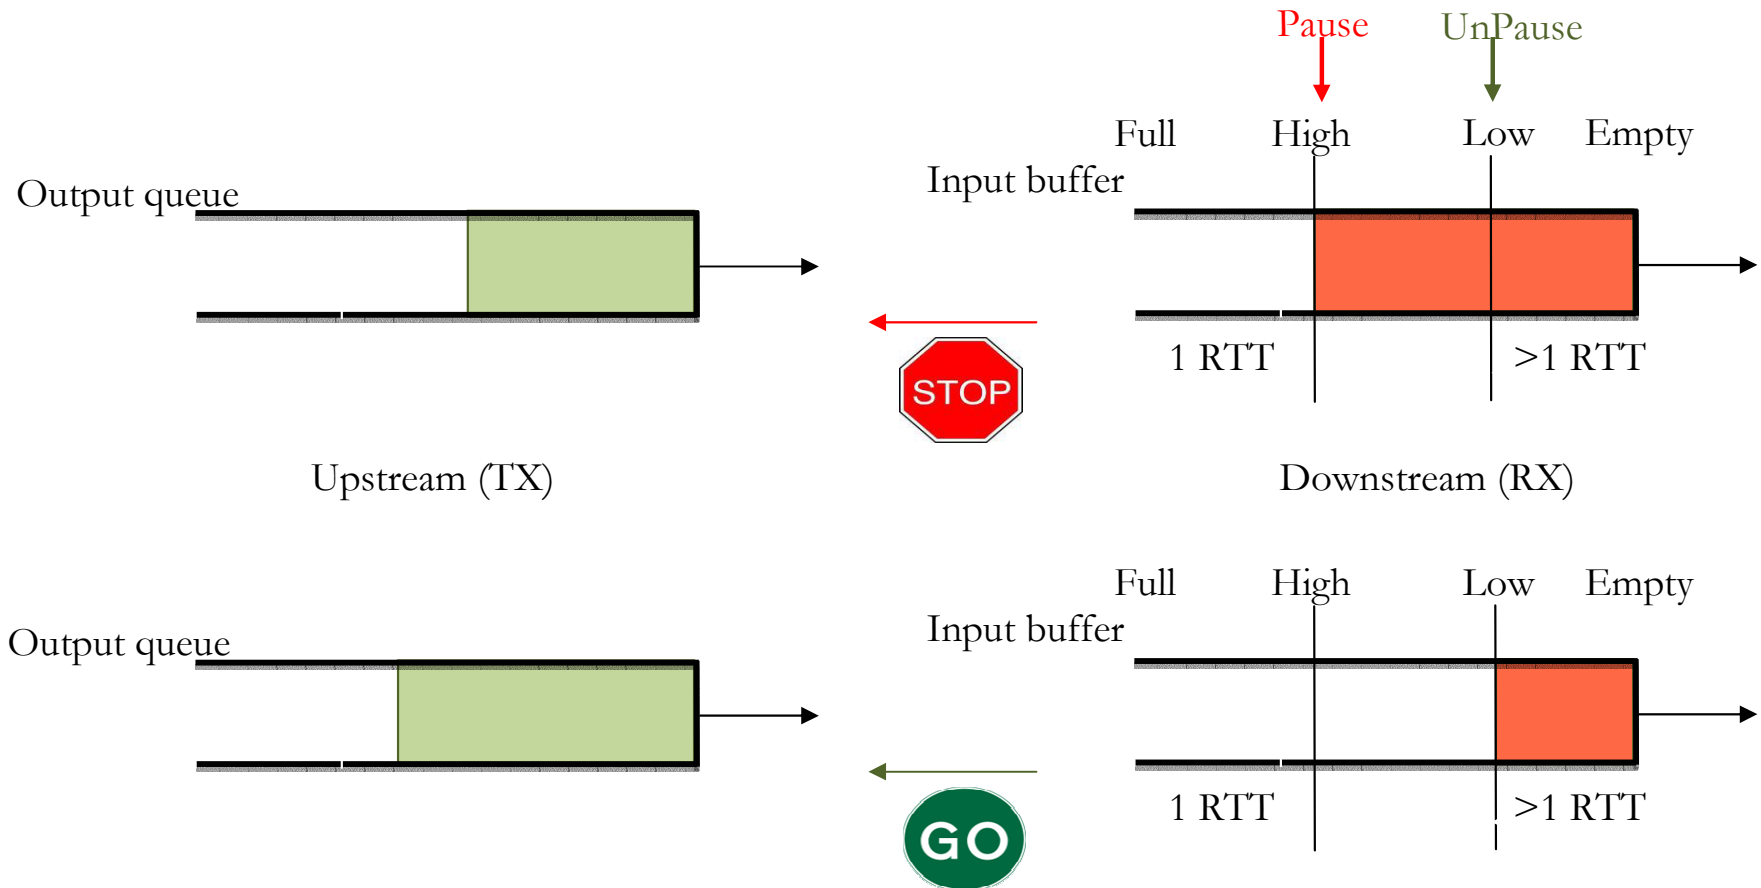 Pause UnPause
Full High Low Empty
Output queue
Input buffer
1 RTT >1 RTT
STOP
Upstream (TX)
Downstream (RX)
Full High Low Empty
Output queue
Input buffer
1 RTT >1 RTT
GO